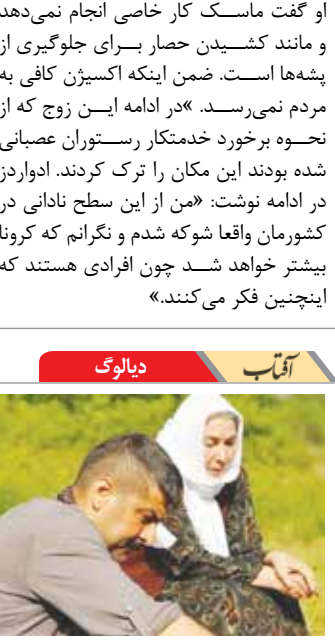 او گفت ماسک کار خاصی انجام نمی‌دهد
و مانند کشیدن حصار برای جلوگیری از
پشه‌ها است. ضمن اینکه اکسیژن کافی به
مردم نمی‌رسد. »در ادامه این زوج که از
نحوه برخورد خدمتکار رستوران عصبانی
شده بودند این مکان را ترک کردند. ادواردز
در ادامه نوشت: «من از این سطح نادانی در
کشورمان واقعا شوکه شدم و نگرانم که کرونا
بیشتر خواهد شد چون افرادی هستند که
اینچنین فکر می‌کنند.»
آفتاب
دیالوگ